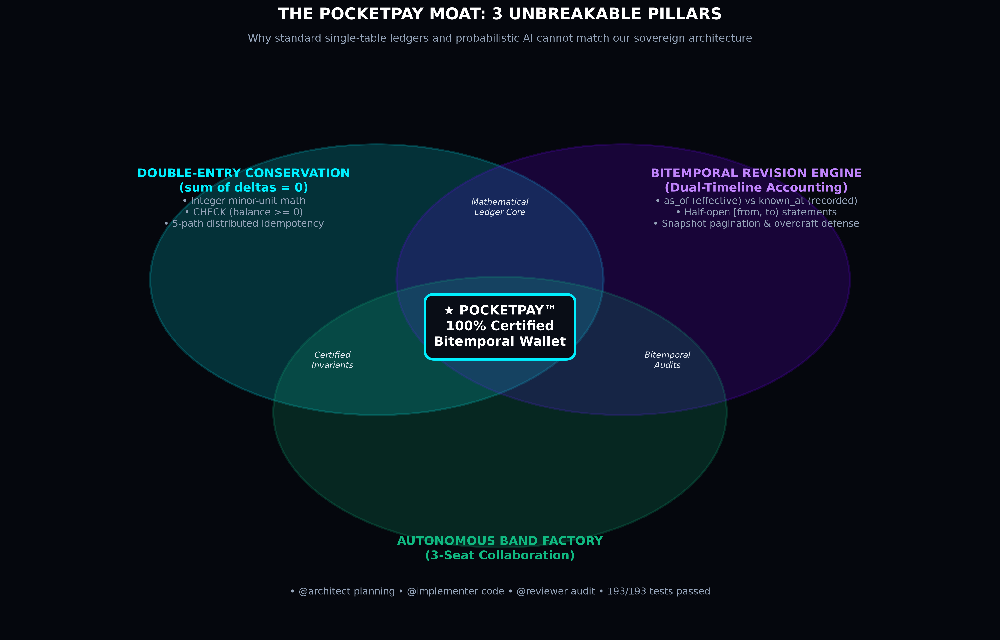 THE POCKETPAY MOAT: 3 UNBREAKABLE PILLARS
Why standard single-table ledgers and probabilistic AI cannot match our sovereign architecture
DOUBLE-ENTRY CONSERVATION
(sum of deltas = 0)
• Integer minor-unit math
• CHECK (balance >= 0)
• 5-path distributed idempotency
BITEMPORAL REVISION ENGINE
(Dual-Timeline Accounting)
• as_of (effective) vs known_at (recorded)
• Half-open [from, to) statements
• Snapshot pagination & overdraft defense
Mathematical
Ledger Core
★ POCKETPAY™
100% Certified
Bitemporal Wallet
Certified
Invariants
Bitemporal
Audits
AUTONOMOUS BAND FACTORY
(3-Seat Collaboration)
• @architect planning • @implementer code • @reviewer audit • 193/193 tests passed